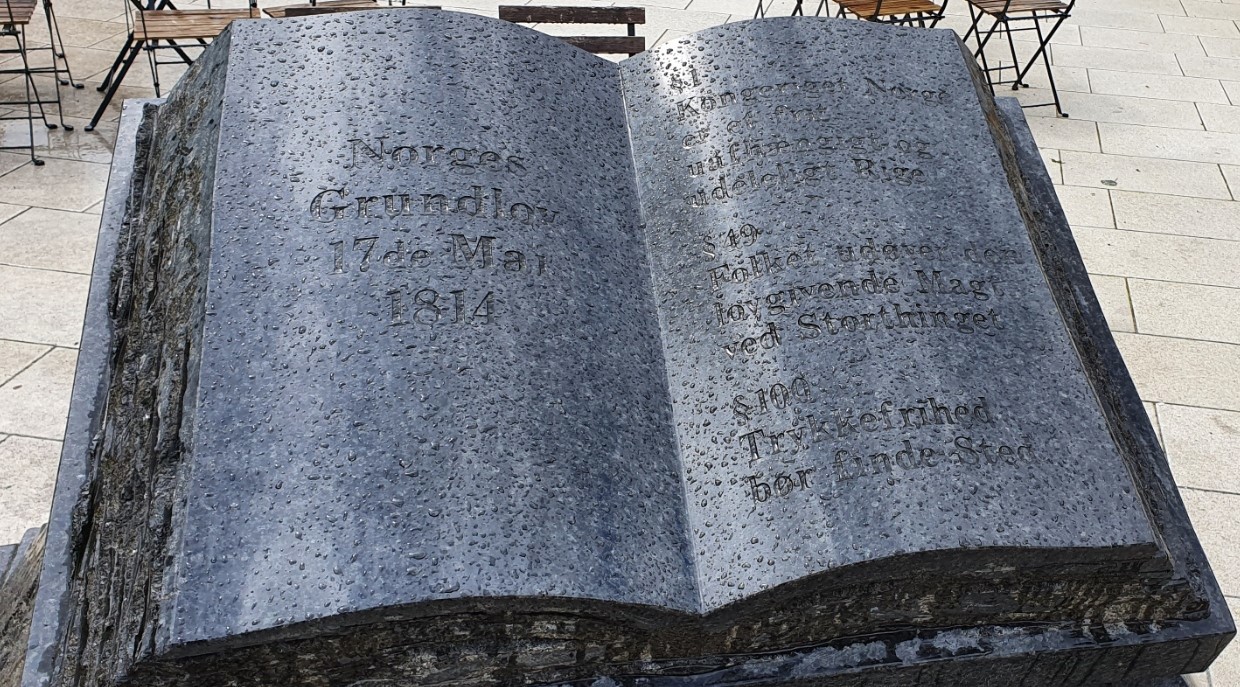 Norges
Grundlov
17de Mai
1814
§1
Kongeriget Norge
er et frit
uafhængigt og
udeleligt Rige
§49
Folket udøver den
lovgivende Magt
ved Storthinget
§100
Trykkefrihed
bør finde Sted